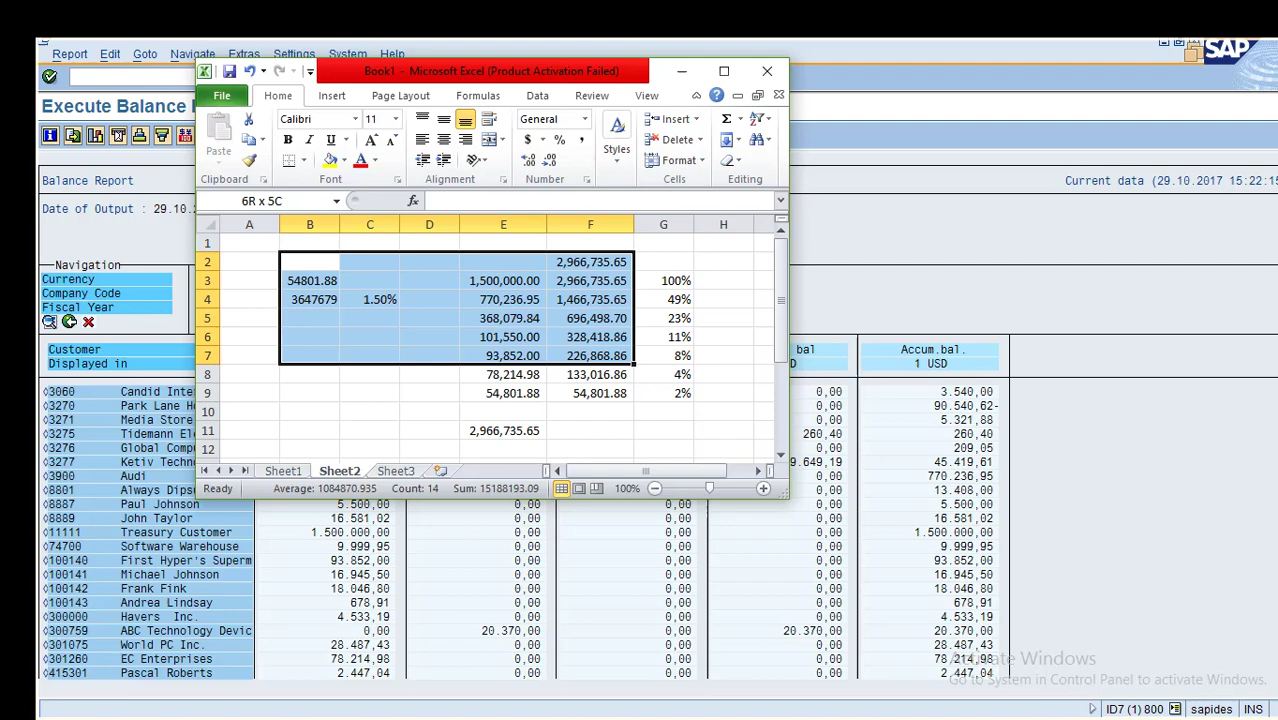 Report Edit Goto Navigate Extras Settings System Help
SAP
Book1 - Microsoft Excel (Product Activation Failed)
File Home Insert Page Layout Formulas Data Review View
Execute Balance
Paste
Calibri 11
B I U A A
General
$ % ,
Styles
Insert
Delete
Format
Clipboard Font Alignment Number Cells Editing
Balance Report
Current data (29.10.2017 15:22:15
Date of Output : 29.10.2
6R x 5C fx
A B C D E F G H
1
2 2,966,735.65
3 54801.88 1,500,000.00 2,966,735.65 100%
4 3647679 1.50% 770,236.95 1,466,735.65 49%
5 368,079.84 696,498.70 23%
6 101,550.00 328,418.86 11%
7 93,852.00 226,868.86 8%
8 78,214.98 133,016.86 4%
9 54,801.88 54,801.88 2%
10
11 2,966,735.65
12
Sheet1 Sheet2 Sheet3
Ready Average: 1084870.935 Count: 14 Sum: 15188193.09 100%
Navigation
Currency
Company Code
Fiscal Year
Customer bal Accum.bal.
Displayed in D 1 USD
3060 Candid Inte 0,00 3.540,00
3270 Park Lane H 0,00 90.540,62-
3271 Media Store 0,00 5.321,88
3275 Tidemann El 260,40 260,40
3276 Global Comp 0,00 209,05
3277 Ketiv Techn 9.649,19 45.419,61
3900 Audi 0,00 770.236,95
8801 Always Dips 0,00 13.408,00
8887 Paul Johnson 5.500,00 0,00 0,00 0,00 5.500,00
8889 John Taylor 16.581,02 0,00 0,00 0,00 16.581,02
11111 Treasury Customer 1.500.000,00 0,00 0,00 0,00 1.500.000,00
74700 Software Warehouse 9.999,95 0,00 0,00 0,00 9.999,95
100140 First Hyper's Superm 93.852,00 0,00 0,00 0,00 93.852,00
100141 Michael Johnson 16.945,50 0,00 0,00 0,00 16.945,50
100142 Frank Fink 18.046,80 0,00 0,00 0,00 18.046,80
100143 Andrea Lindsay 678,91 0,00 0,00 0,00 678,91
300000 Havers Inc. 4.533,19 0,00 0,00 0,00 4.533,19
300759 ABC Technology Devic 0,00 20.370,00 0,00 20.370,00 20.370,00
301075 World PC Inc. 28.487,43 0,00 0,00 0,00 28.487,43
301260 EC Enterprises 78.214,98 0,00 0,00 0,00 78.214,98
415301 Pascal Roberts 2.447,04 0,00 0,00 0,00 2.447,04
Activate Windows
Go to System in Control Panel to activate Windows.
ID7 (1) 800 sapides INS